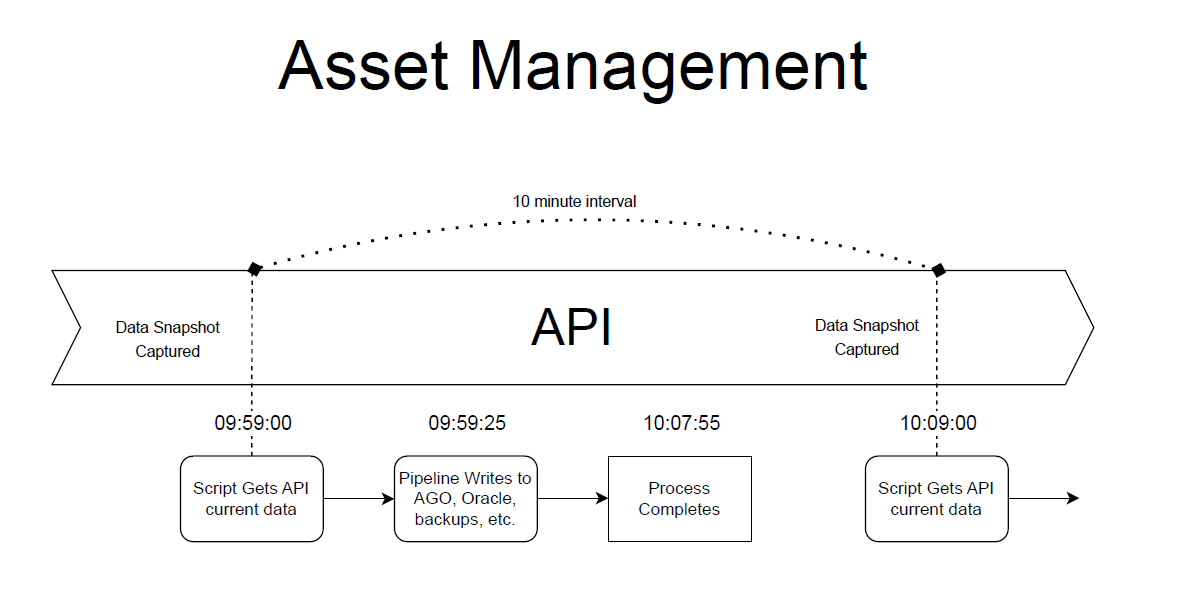 Asset Management
10 minute interval
API
Data Snapshot
Captured
Data Snapshot
Captured
09:59:00
09:59:25
10:07:55
10:09:00
Script Gets API
current data
Pipeline Writes to
AGO, Oracle,
backups, etc.
Process
Completes
Script Gets API
current data